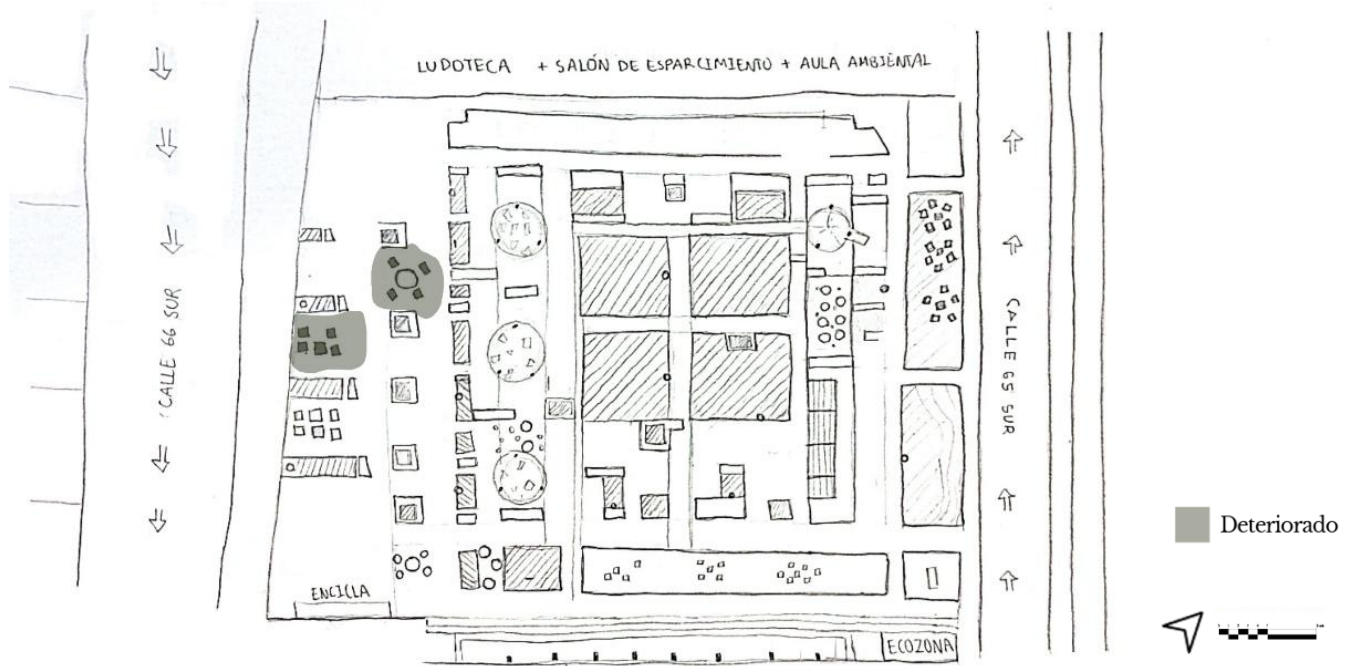 LUDOTECA + SALÓN DE ESPARCIMIENTO + AULA AMBIENTAL
CALLE 66 SUR
CALLE 65 SUR
Deteriorado
ENCICLA
ECOZONA